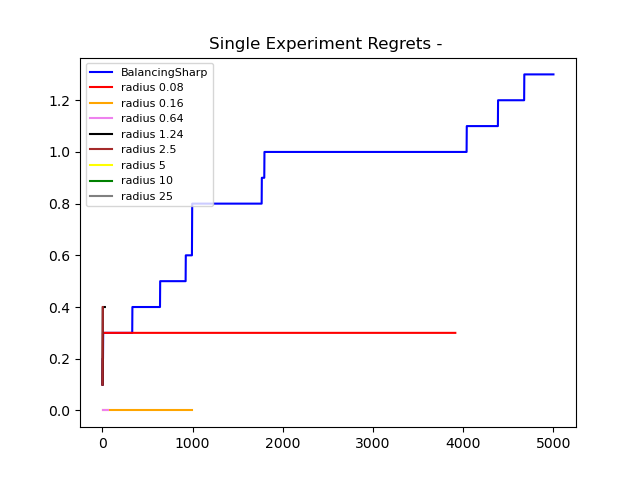 Single Experiment Regrets -
BalancingSharp
radius 0.08
radius 0.16
radius 0.64
radius 1.24
radius 2.5
radius 5
radius 10
radius 25
1.2
1.0
0.8
0.6
0.4
0.2
0.0
0 1000 2000 3000 4000 5000